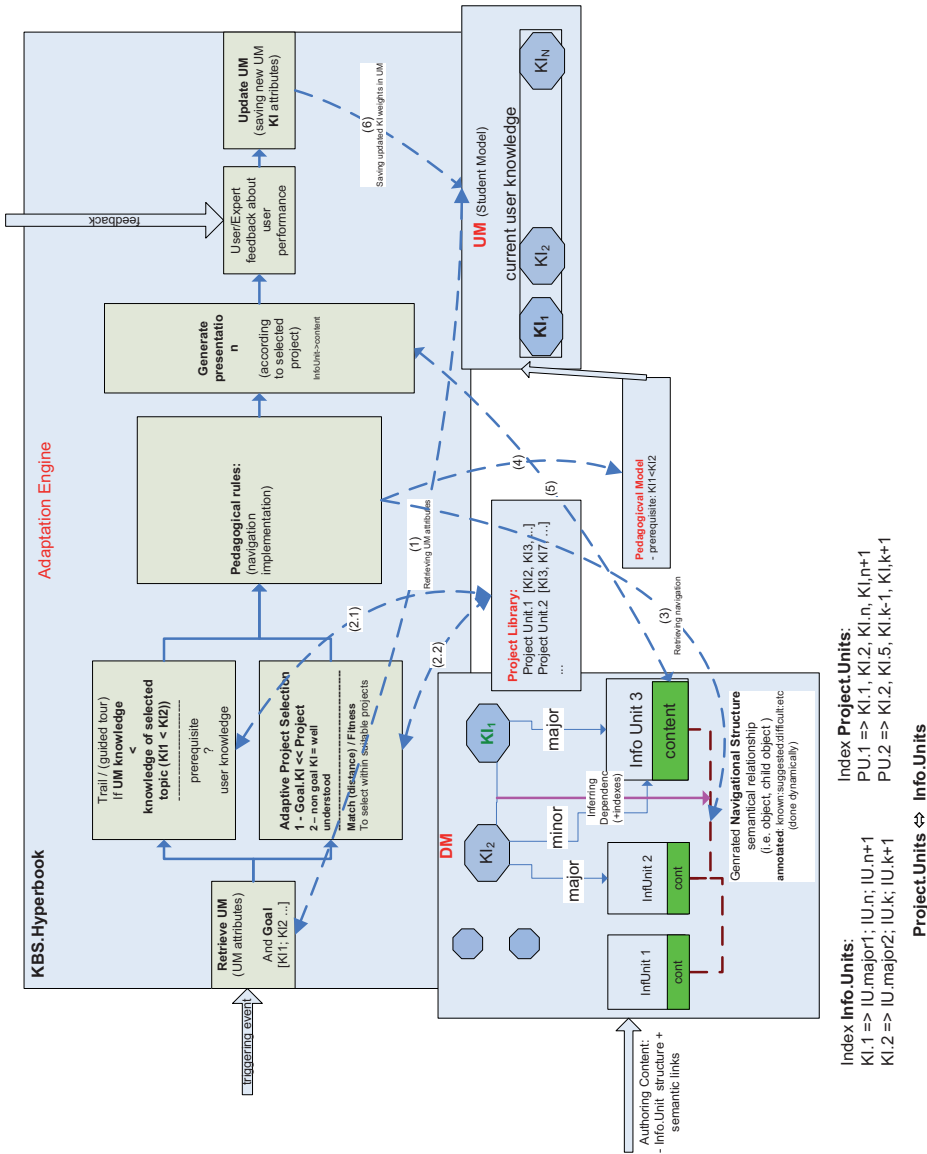 KBS.Hyperbook
Adaptation Engine
triggering event
Retrieve UM
(UM attributes)
And Goal
[KI1; KI2 ...]
Trail / (guided tour)
If UM knowledge
<
knowledge of selected
topic (KI1 < KI2))
------------------------
prerequisite
?
user knowledge
Adaptive Project Selection
1 - Goal.KI << Project
2 – non goal KI = well
understood
------------------------
Match (distance) / Fitness
To select within suitable projects
Pedagogical rules:
(navigation
implementation)
Generate
presentatio
n
(according
to selected
project)
InfoUnit->content
feedback
User/Expert
feedback about
user
performance
Update UM
(saving new UM
KI attributes)
(6)
Saving updated KI weights in UM
(1)
Retrieving UM attributes
(2.1)
(2.2)
(4)
(5)
(3)
Retrieving navigation
UM (Student Model)
current user knowledge
KI1
KI2
KIN
Pedagogicval Model
- prerequisite: KI1<KI2
Project Library:
Project Unit.1 [KI2, KI3, ...]
Project Unit.2 [KI3, KI7, ...]
...
DM
KI2
KI1
major
minor
major
Inferring
Dependenc
(+indexes)
InfUnit 1
cont
InfUnit 2
cont
Info Unit 3
content
Genrated Navigational Structure
semantical relationship
(i.e. object, child object )
annotated: known:suggested:difficult:etc
(done dynamically)
Authoring Content:
- Info.Unit structure +
semantic links
Index Info.Units:
KI.1 => IU.major1; IU.n; IU.n+1
KI.2 => IU.major2; IU.k; IU.k+1
Index Project.Units:
PU.1 => KI.1, KI.2, KI.n, KI,n+1
PU.2 => KI.2, KI.5, KI.k-1, KI,k+1
Project.Units ⇔ Info.Units